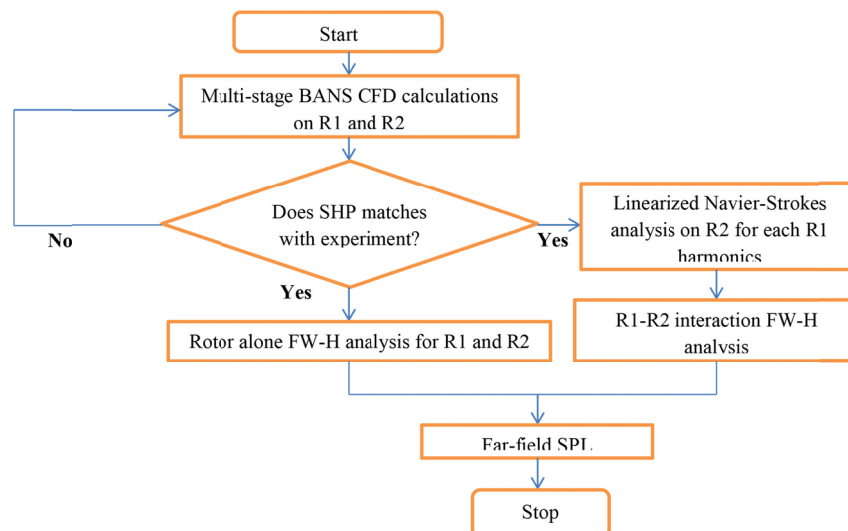 Start
Multi-stage BANS CFD calculations
on R1 and R2
Does SHP matches
with experiment?
No
Yes
Yes
Linearized Navier-Strokes
analysis on R2 for each R1
harmonics
Rotor alone FW-H analysis for R1 and R2
R1-R2 interaction FW-H
analysis
Far-field SPL
Stop